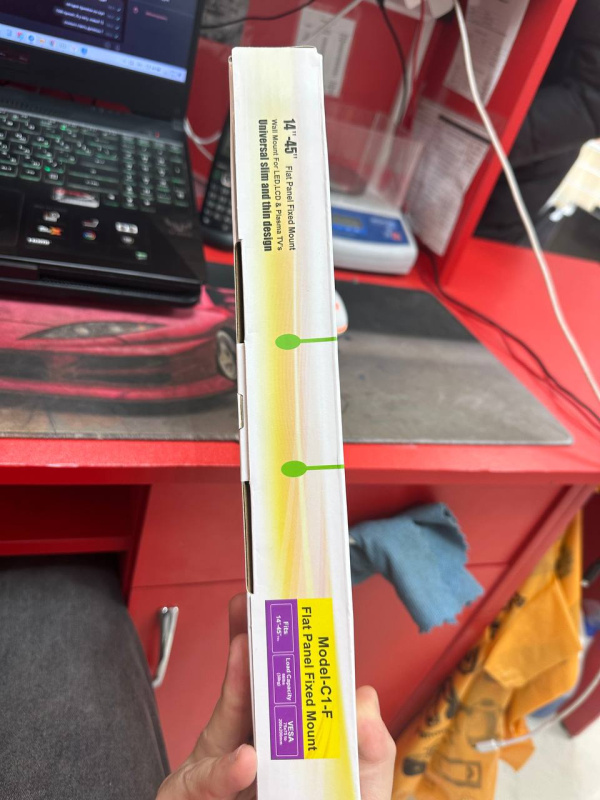 14"-45" Flat Panel Fixed Mount
Wall Mount For LED,LCD & Plasma TV's
Universal slim and thin design
Model-C1-F
Flat Panel Fixed Mount
Fits
14"-45"
Load Capacity
VESA